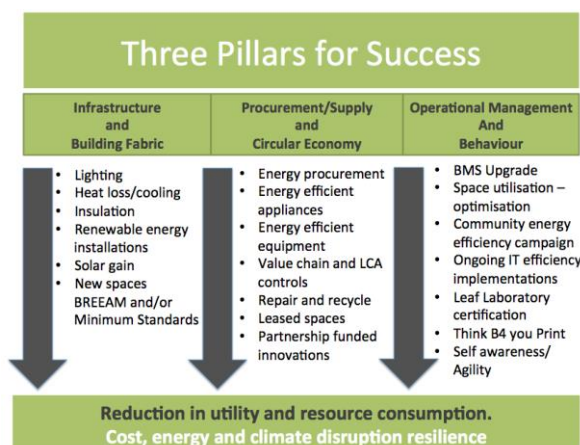 Three Pillars for Success
Infrastructure
and
Building Fabric
Procurement/Supply
and
Circular Economy
Operational Management
And
Behaviour
• Lighting
• Heat loss/cooling
• Insulation
• Renewable energy
installations
• Solar gain
• New spaces
BREEAM and/or
Minimum Standards
• Energy procurement
• Energy efficient
appliances
• Energy efficient
equipment
• Value chain and LCA
controls
• Repair and recycle
• Leased spaces
• Partnership funded
innovations
• BMS Upgrade
• Space utilisation –
optimisation
• Community energy
efficiency campaign
• Ongoing IT efficiency
implementations
• Leaf Laboratory
certification
• Think B4 you Print
• Self awareness/
Agility
Reduction in utility and resource consumption.
Cost, energy and climate disruption resilience